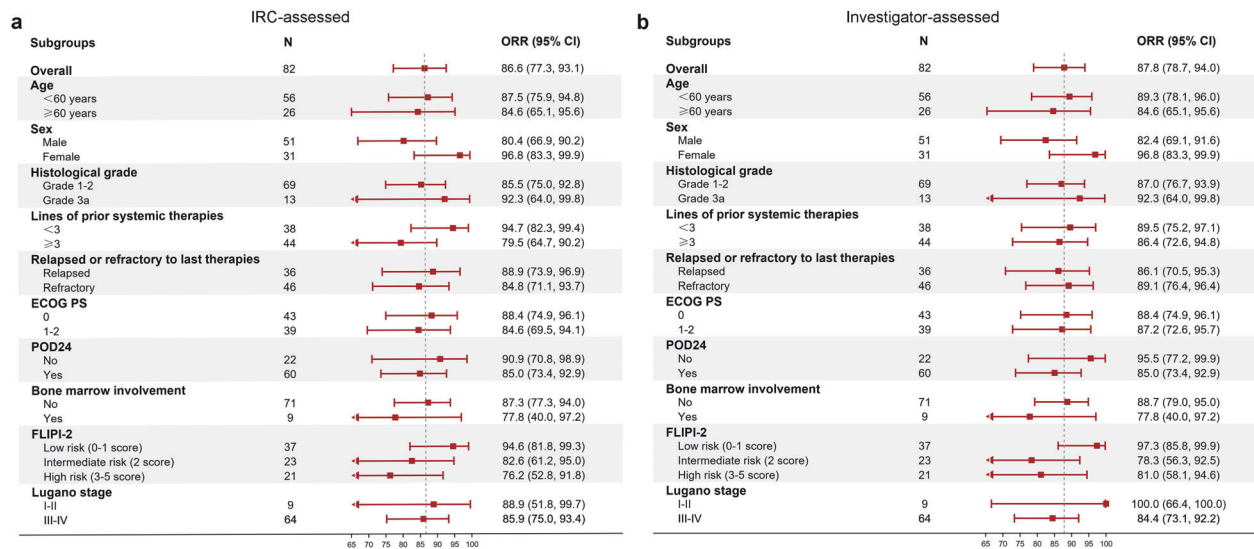 a IRC-assessed
Subgroups N ORR (95% CI)
Overall 82 86.6 (77.3, 93.1)
Age
<60 years 56 87.5 (75.9, 94.8)
≥60 years 26 84.6 (65.1, 95.6)
Sex
Male 51 80.4 (66.9, 90.2)
Female 31 96.8 (83.3, 99.9)
Histological grade
Grade 1-2 69 85.5 (75.0, 92.8)
Grade 3a 13 92.3 (64.0, 99.8)
Lines of prior systemic therapies
<3 38 94.7 (82.3, 99.4)
≥3 44 79.5 (64.7, 90.2)
Relapsed or refractory to last therapies
Relapsed 36 88.9 (73.9, 96.9)
Refractory 46 84.8 (71.1, 93.7)
ECOG PS
0 43 88.4 (74.9, 96.1)
1-2 39 84.6 (69.5, 94.1)
POD24
No 22 90.9 (70.8, 98.9)
Yes 60 85.0 (73.4, 92.9)
Bone marrow involvement
No 71 87.3 (77.3, 94.0)
Yes 9 77.8 (40.0, 97.2)
FLIPI-2
Low risk (0-1 score) 37 94.6 (81.8, 99.3)
Intermediate risk (2 score) 23 82.6 (61.2, 95.0)
High risk (3-5 score) 21 76.2 (52.8, 91.8)
Lugano stage
I-II 9 88.9 (51.8, 99.7)
III-IV 64 85.9 (75.0, 93.4)
65 70 75 80 85 90 95 100
b Investigator-assessed
Subgroups N ORR (95% CI)
Overall 82 87.8 (78.7, 94.0)
Age
<60 years 56 89.3 (78.1, 96.0)
≥60 years 26 84.6 (65.1, 95.6)
Sex
Male 51 82.4 (69.1, 91.6)
Female 31 96.8 (83.3, 99.9)
Histological grade
Grade 1-2 69 87.0 (76.7, 93.9)
Grade 3a 13 92.3 (64.0, 99.8)
Lines of prior systemic therapies
<3 38 89.5 (75.2, 97.1)
≥3 44 86.4 (72.6, 94.8)
Relapsed or refractory to last therapies
Relapsed 36 86.1 (70.5, 95.3)
Refractory 46 89.1 (76.4, 96.4)
ECOG PS
0 43 88.4 (74.9, 96.1)
1-2 39 87.2 (72.6, 95.7)
POD24
No 22 95.5 (77.2, 99.9)
Yes 60 85.0 (73.4, 92.9)
Bone marrow involvement
No 71 88.7 (79.0, 95.0)
Yes 9 77.8 (40.0, 97.2)
FLIPI-2
Low risk (0-1 score) 37 97.3 (85.8, 99.9)
Intermediate risk (2 score) 23 78.3 (56.3, 92.5)
High risk (3-5 score) 21 81.0 (58.1, 94.6)
Lugano stage
I-II 9 100.0 (66.4, 100.0)
III-IV 64 84.4 (73.1, 92.2)
65 70 75 80 85 90 95 100